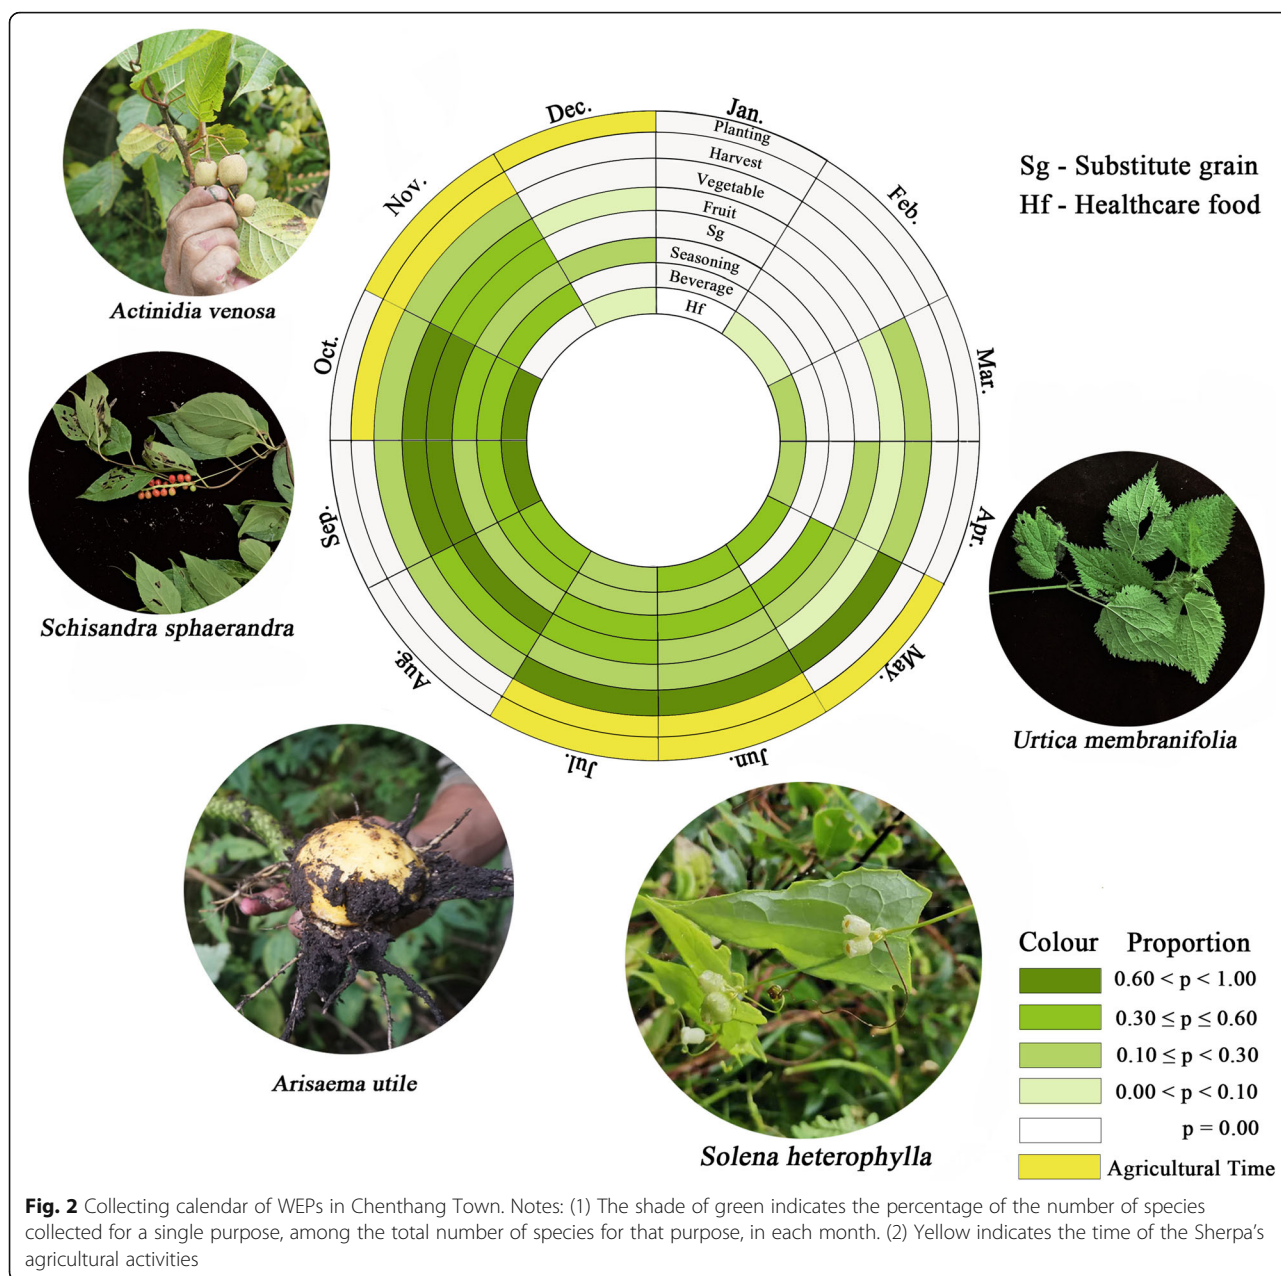 Dec.
Jan.
Nov.
Feb.
Oct.
Mar.
Sep.
Apr.
Aug.
May.
Jul.
Jun.
Planting
Harvest
Vegetable
Fruit
Sg
Seasoning
Beverage
Hf
Sg - Substitute grain
Hf - Healthcare food
Actinidia venosa
Schisandra sphaerandra
Urtica membranifolia
Arisaema utile
Solena heterophylla
Colour Proportion
0.60 < p < 1.00
0.30 ≤ p ≤ 0.60
0.10 ≤ p < 0.30
0.00 < p < 0.10
p = 0.00
Agricultural Time
Fig. 2 Collecting calendar of WEPs in Chenthang Town. Notes: (1) The shade of green indicates the percentage of the number of species
collected for a single purpose, among the total number of species for that purpose, in each month. (2) Yellow indicates the time of the Sherpa's
agricultural activities